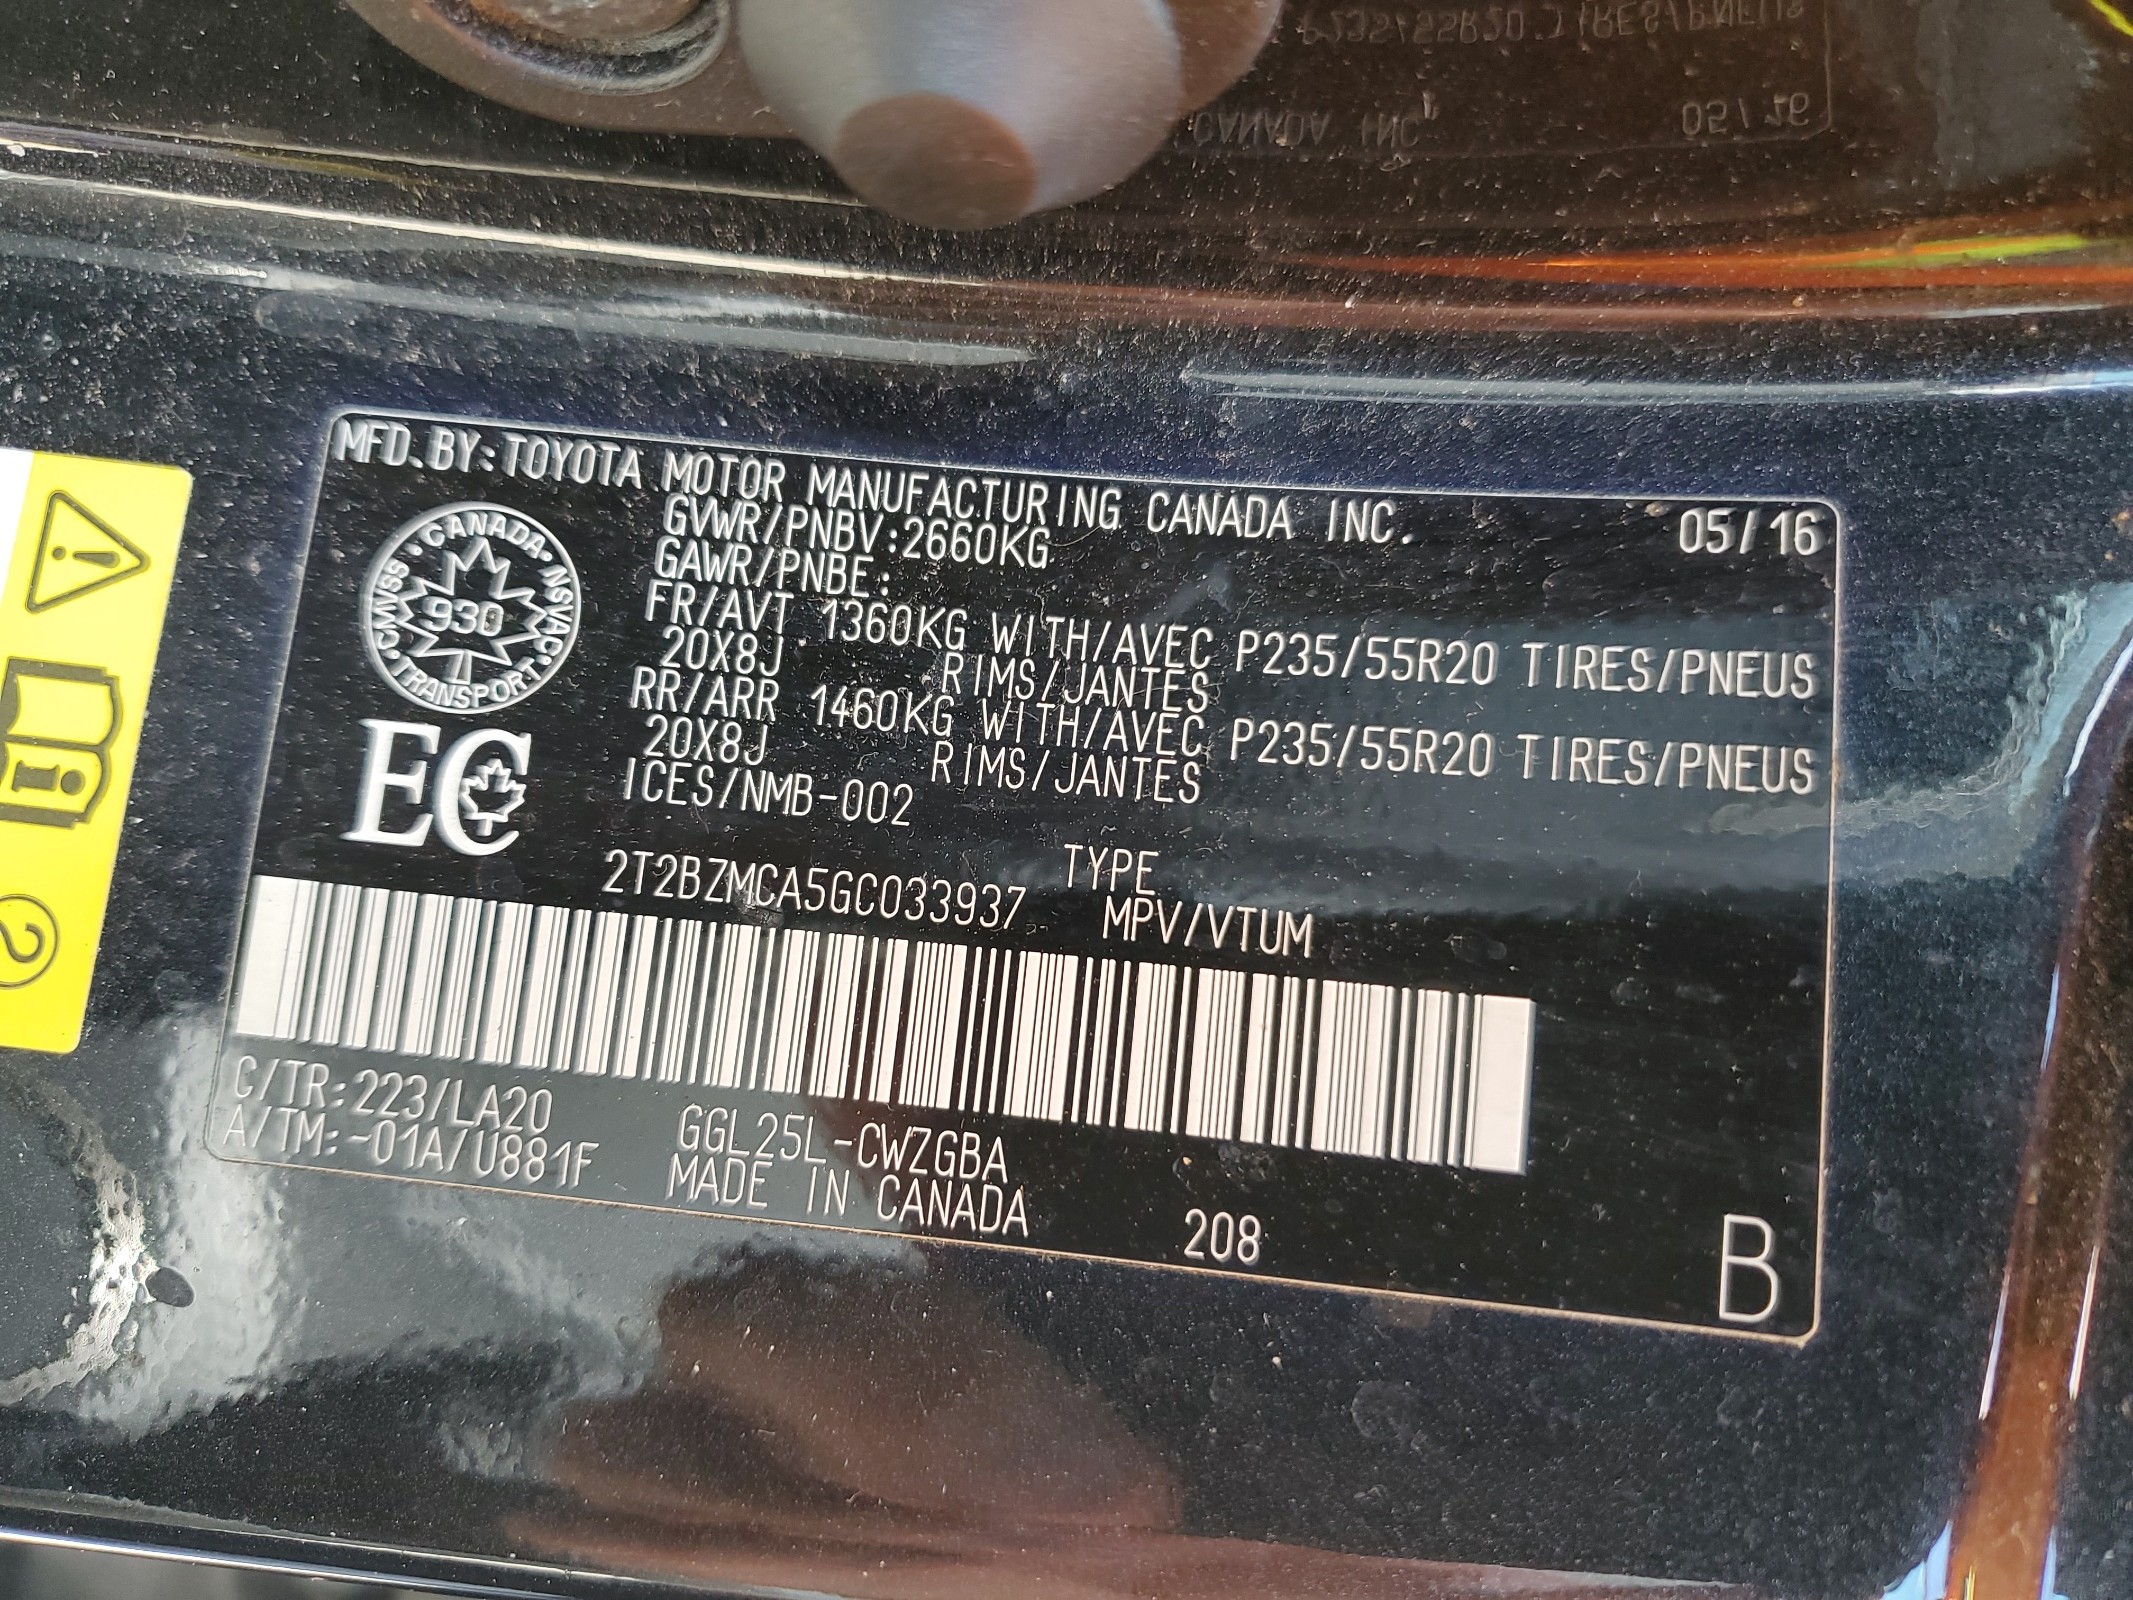 MFD.BY:TOYOTA MOTOR MANUFACTURING CANADA INC. 05/16
GVWR/PNBV:2660KG
GAWR/PNBE:
FR/AVT 1360KG WITH/AVEC P235/55R20 TIRES/PNEUS
20X8J RIMS/JANTES
RR/ARR 1460KG WITH/AVEC P235/55R20 TIRES/PNEUS
20X8J RIMS/JANTES
ICES/NMB-002
CANADA · NSVAC · TRANSPORT · CMVSS
930
EC
2T2BZMCA5GC033937
TYPE
MPV/VTUM
C/TR:223/LA20
A/TM:-01A/U881F
GGL25L-CWZGBA
MADE IN CANADA
208
B
2